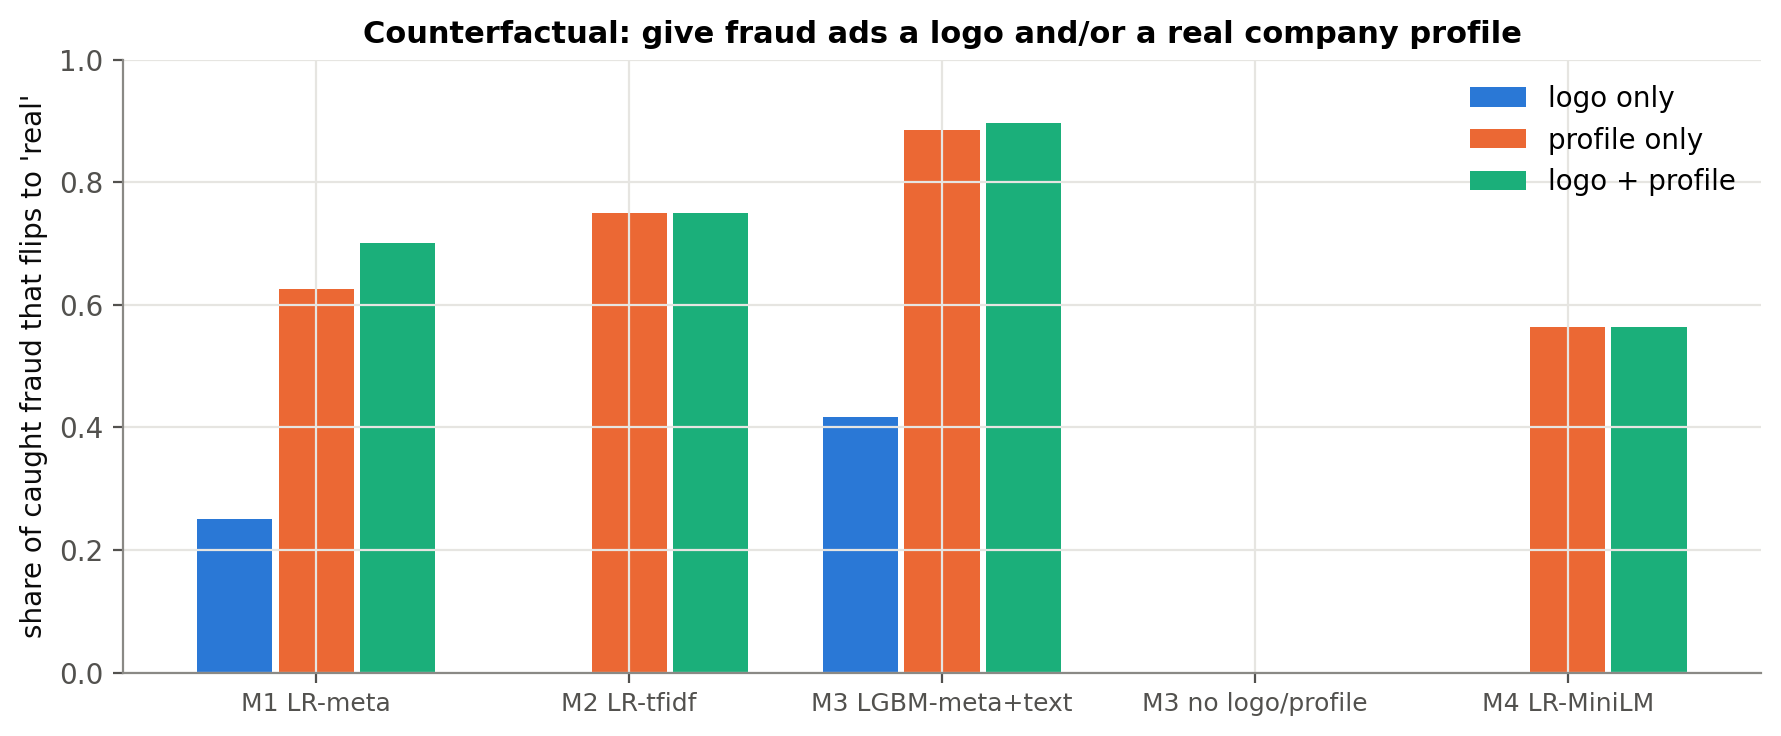 Counterfactual: give fraud ads a logo and/or a real company profile
share of caught fraud that flips to 'real'
1.0
0.8
0.6
0.4
0.2
0.0
logo only
profile only
logo + profile
M1 LR-meta
M2 LR-tfidf
M3 LGBM-meta+text
M3 no logo/profile
M4 LR-MiniLM